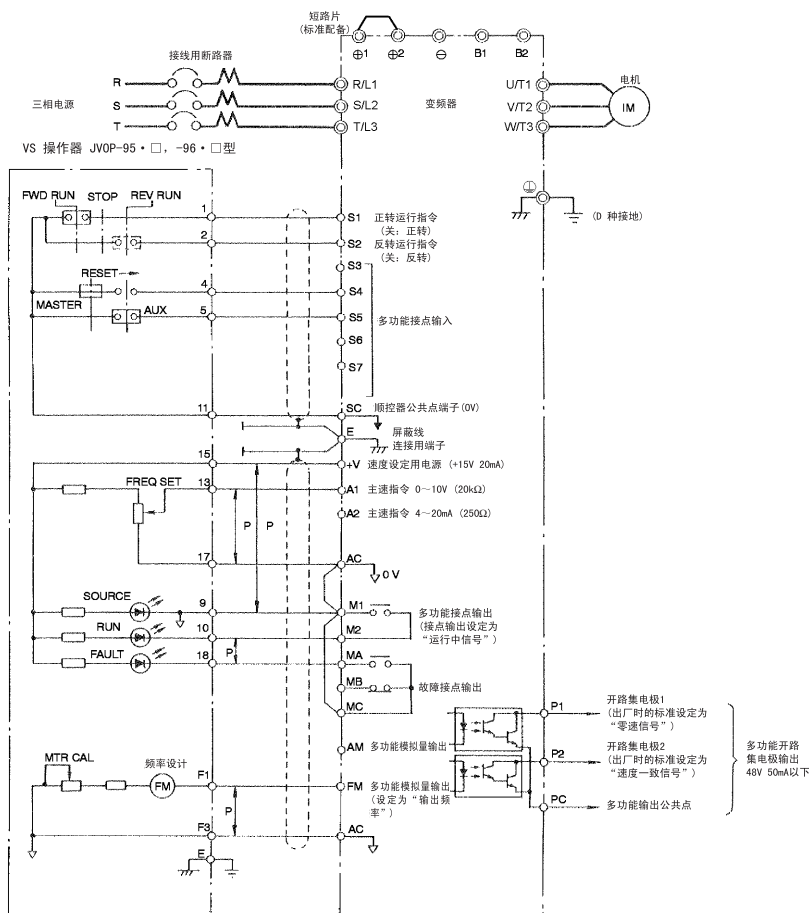 短路片
(标准配备)
⊕1 ⊕2 ⊖ B1 B2
接线用断路器
R R/L1 U/T1 电机
三相电源 S S/L2 变频器 V/T2 IM
T T/L3 W/T3
VS 操作器 JVOP-95·□, -96·□型
FWD RUN STOP REV RUN
(D 种接地)
1 S1 正转运行指令
(关: 正转)
2 S2 反转运行指令
(关: 反转)
S3
RESET
4 S4
MASTER
AUX 5 S5 多功能接点输入
S6
S7
11 SC 顺控器公共点端子(0V)
E 屏蔽线
连接用端子
15 +V 速度设定用电源 (+15V 20mA)
FREQ SET 13 A1 主速指令 0~10V (20kΩ)
P P A2 主速指令 4~20mA (250Ω)
17 AC
0 V
SOURCE 9 M1 多功能接点输出
(接点输出设定为
“运行中信号”)
RUN 10 M2
P
FAULT 18 MA
MB 故障接点输出
MC
P1 开路集电极1
(出厂时的标准设定为
“零速信号”)
AM 多功能模拟量输出
P2 开路集电极2
(出厂时的标准设定为
“速度一致信号”)
多功能开路
集电极输出
48V 50mA以下
MTR CAL 频率设计
FM F1 FM 多功能模拟量输出
(设定为“输出频
率”)
PC 多功能输出公共点
P
F3 AC
E